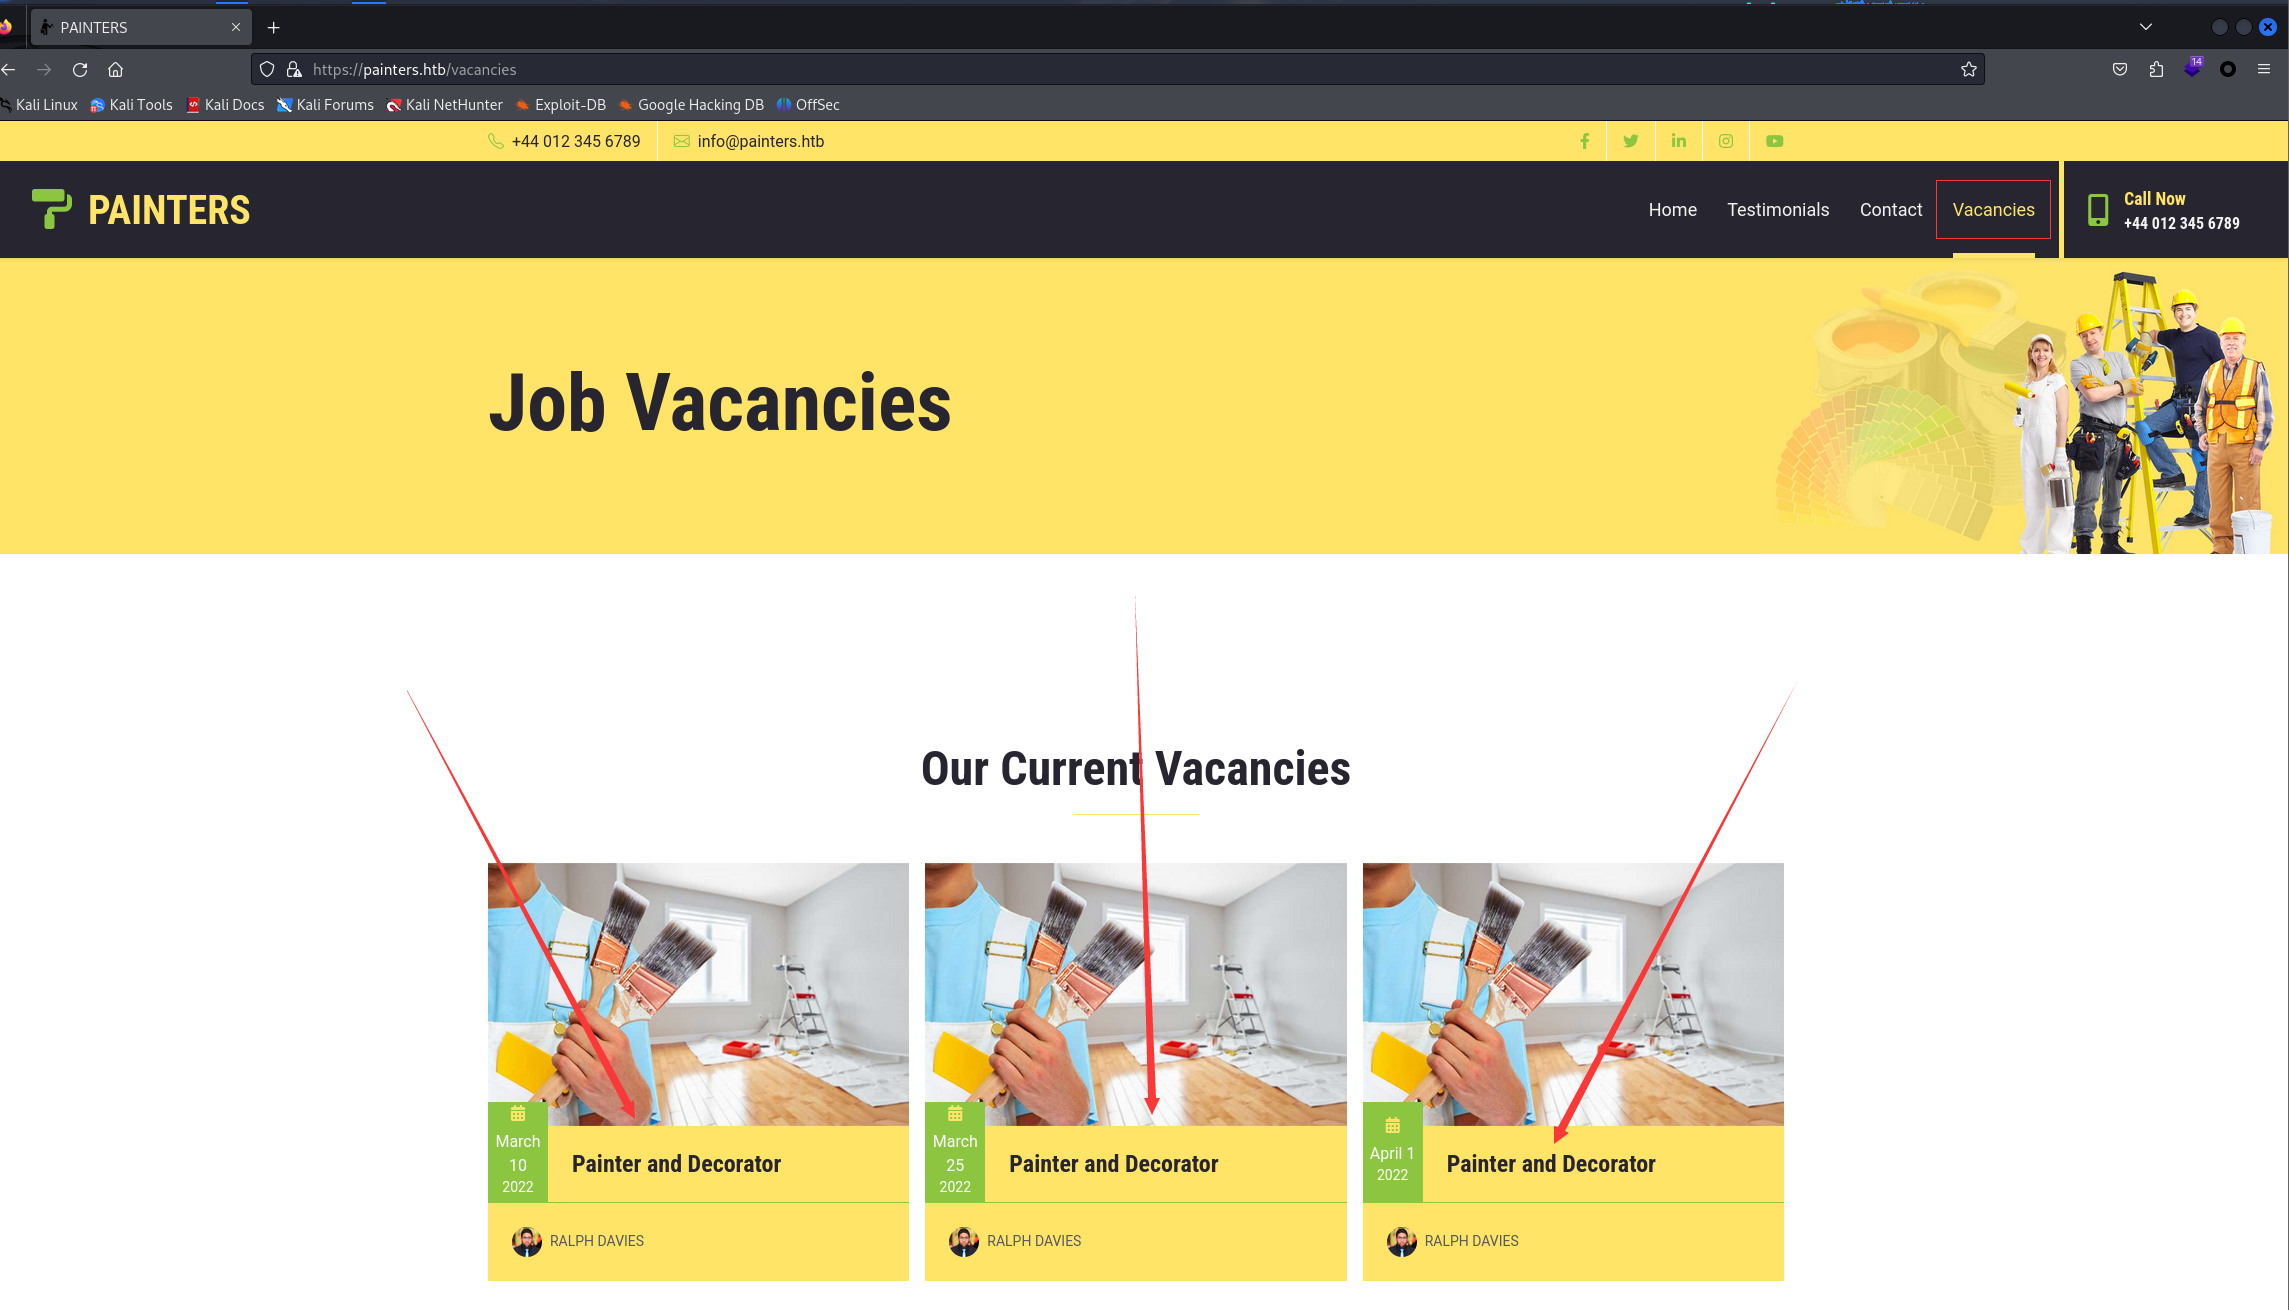 PAINTERS
https://painters.htb/vacancies
14
Kali Linux Kali Tools Kali Docs Kali Forums Kali NetHunter Exploit-DB Google Hacking DB OffSec
+44 012 345 6789 info@painters.htb
PAINTERS
Home Testimonials Contact Vacancies
Call Now
+44 012 345 6789
Job Vacancies
Our Current Vacancies
March
10
2022
Painter and Decorator
RALPH DAVIES
March
25
2022
Painter and Decorator
RALPH DAVIES
April 1
2022
Painter and Decorator
RALPH DAVIES